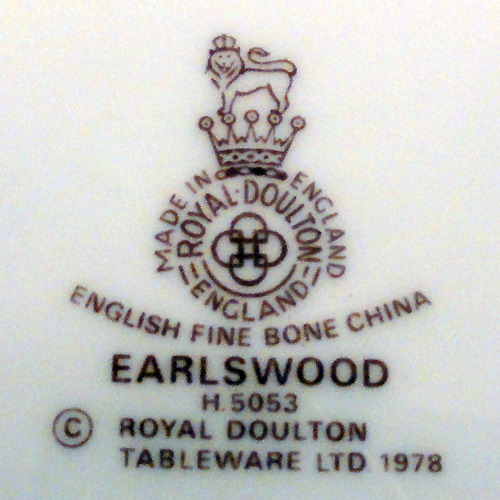 MADE IN ENGLAND
ROYAL·DOULTON
ENGLAND
ENGLISH FINE BONE CHINA
EARLSWOOD
H.5053
© ROYAL DOULTON
TABLEWARE LTD 1978